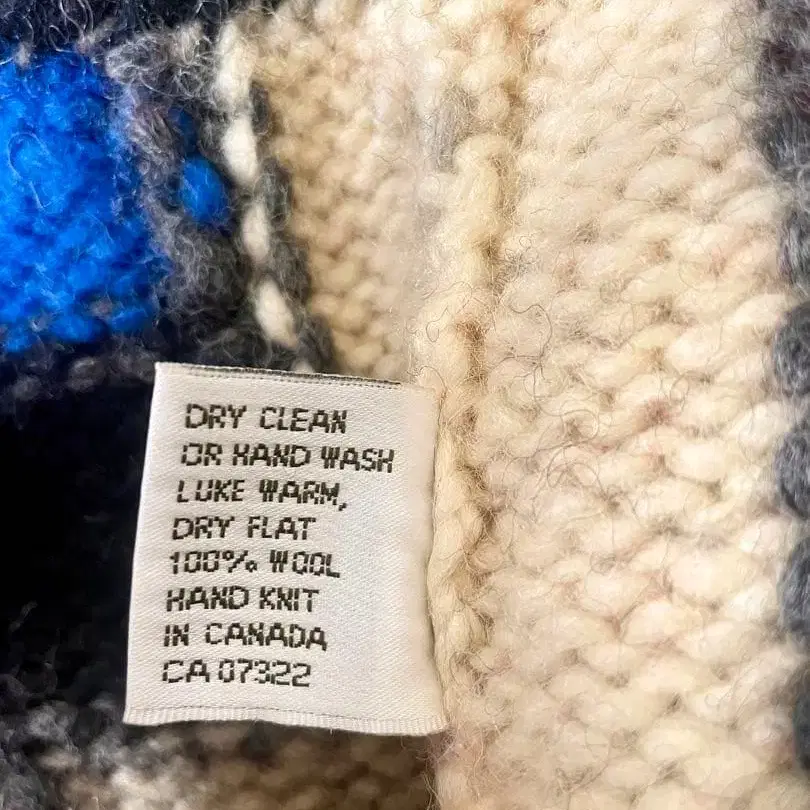 DRY CLEAN
OR HAND WASH
LUKE WARM,
DRY FLAT
100% WOOL
HAND KNIT
IN CANADA
CA 07322